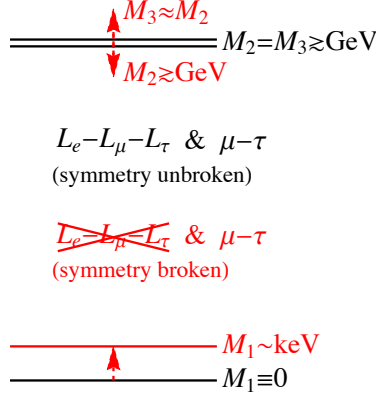 M₃≈M₂
M₂=M₃≳GeV
M₂≳GeV
Lₑ−L_μ−L_τ & μ−τ
(symmetry unbroken)
Lₑ−L_μ−L_τ & μ−τ
(symmetry broken)
M₁~keV
M₁≡0